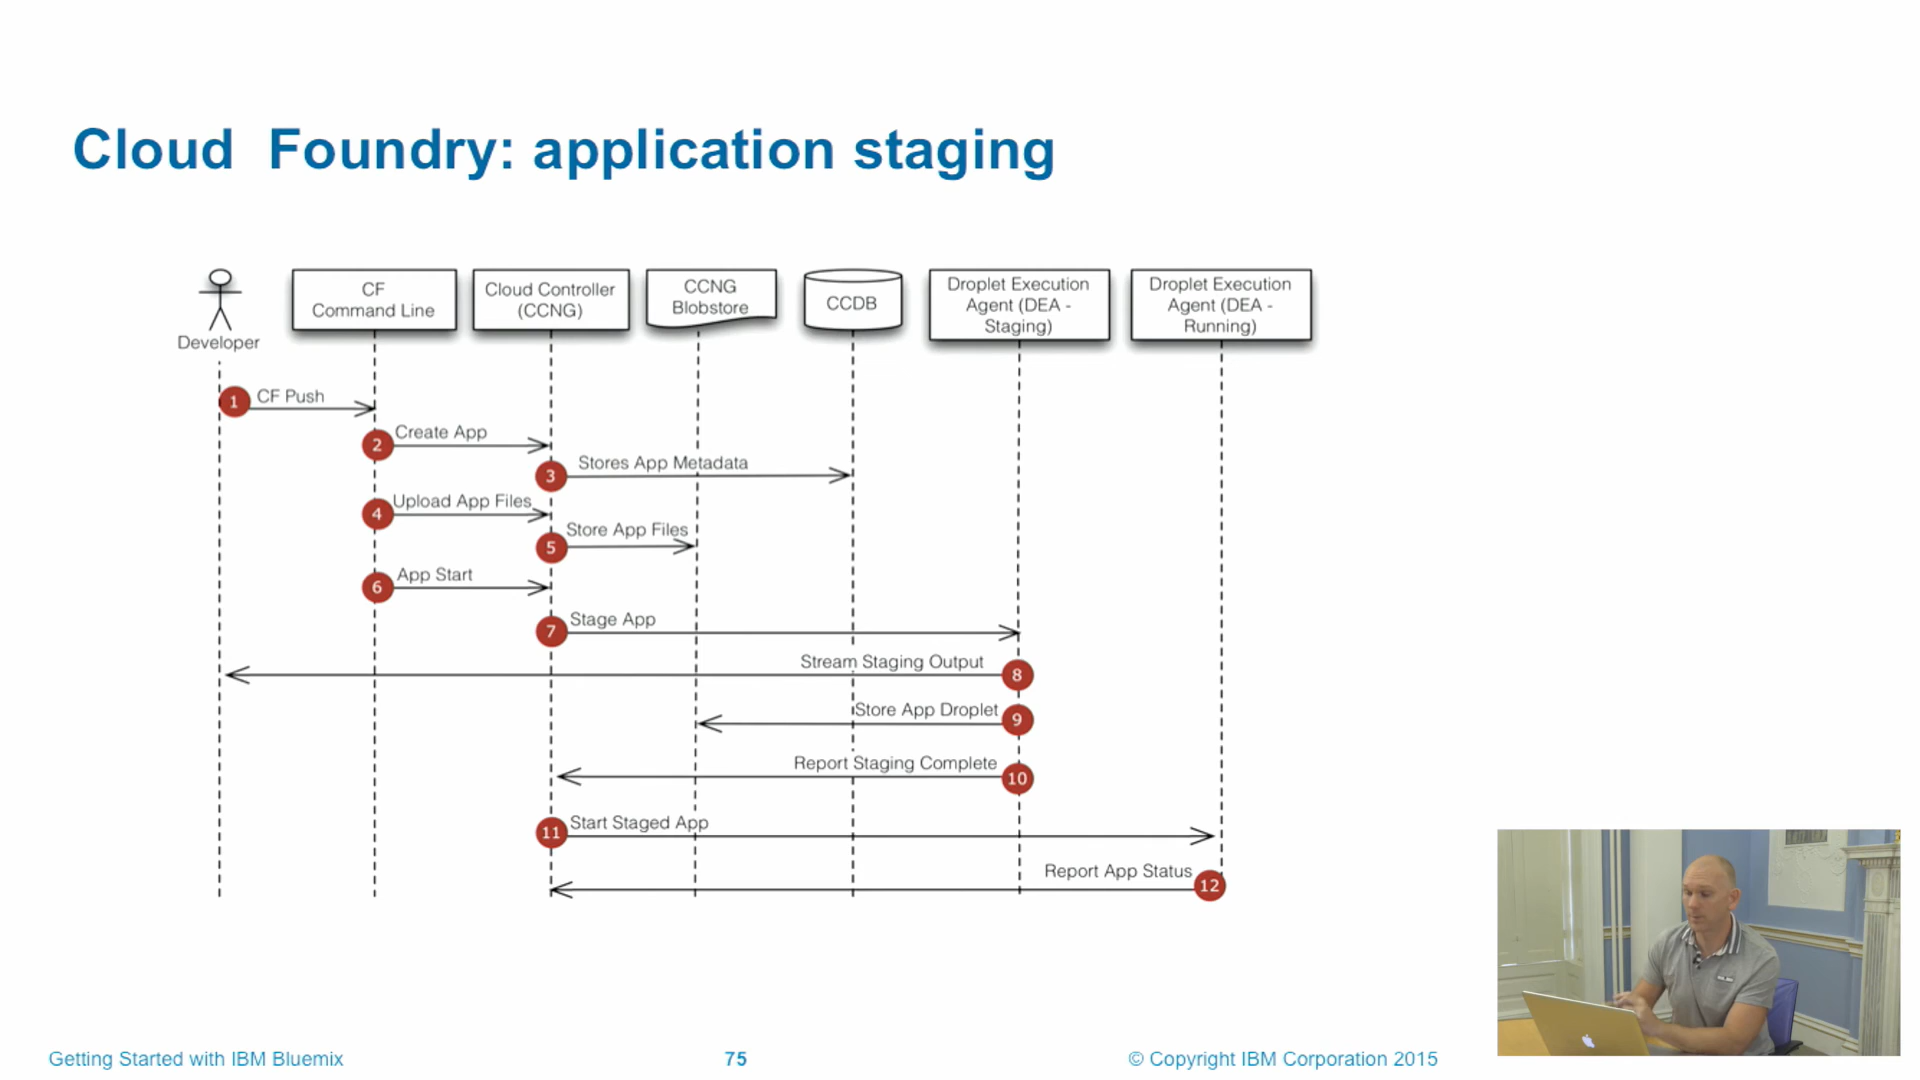 Cloud Foundry: application staging
Developer
CF
Command Line
Cloud Controller
(CCNG)
CCNG
Blobstore
CCDB
Droplet Execution
Agent (DEA -
Staging)
Droplet Execution
Agent (DEA -
Running)
1 CF Push
2 Create App
3 Stores App Metadata
4 Upload App Files
5 Store App Files
6 App Start
7 Stage App
Stream Staging Output 8
Store App Droplet 9
Report Staging Complete 10
11 Start Staged App
Report App Status 12
Getting Started with IBM Bluemix
75
© Copyright IBM Corporation 2015